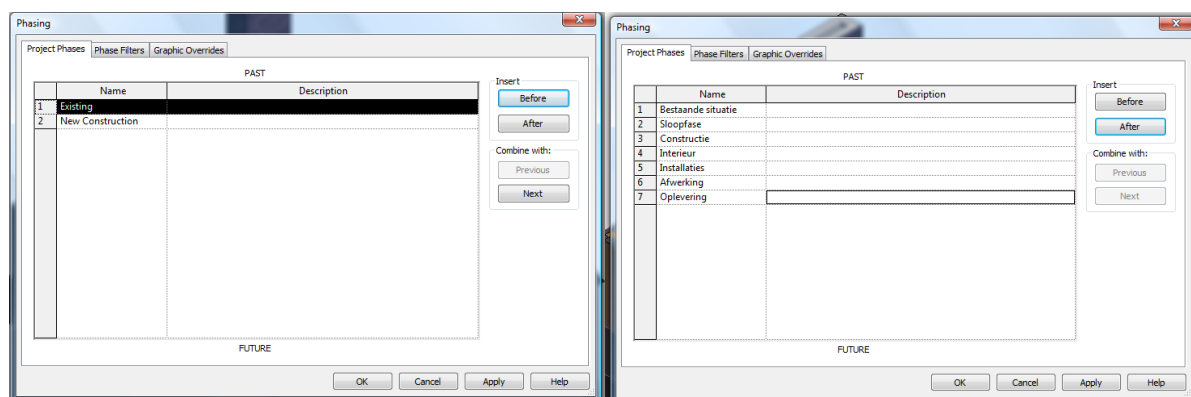 Phasing
Project Phases Phase Filters Graphic Overrides
PAST
Name Description
1 Existing
2 New Construction
Insert
Before
After
Combine with:
Previous
Next
FUTURE
OK Cancel Apply Help
Phasing
Project Phases Phase Filters Graphic Overrides
PAST
Name Description
1 Bestaande situatie
2 Sloopfase
3 Constructie
4 Interieur
5 Installaties
6 Afwerking
7 Oplevering
Insert
Before
After
Combine with:
Previous
Next
FUTURE
OK Cancel Apply Help